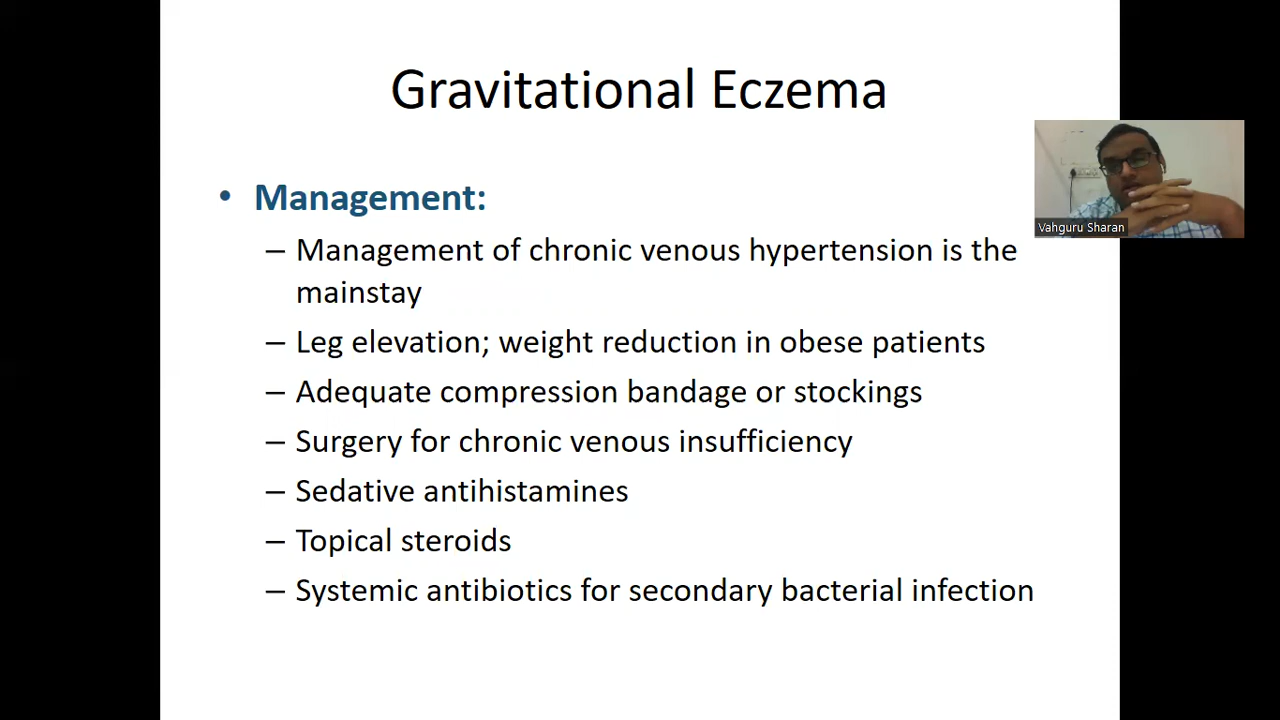 Gravitational Eczema
• Management:
– Management of chronic venous hypertension is the
mainstay
– Leg elevation; weight reduction in obese patients
– Adequate compression bandage or stockings
– Surgery for chronic venous insufficiency
– Sedative antihistamines
– Topical steroids
– Systemic antibiotics for secondary bacterial infection
Vahguru Sharan